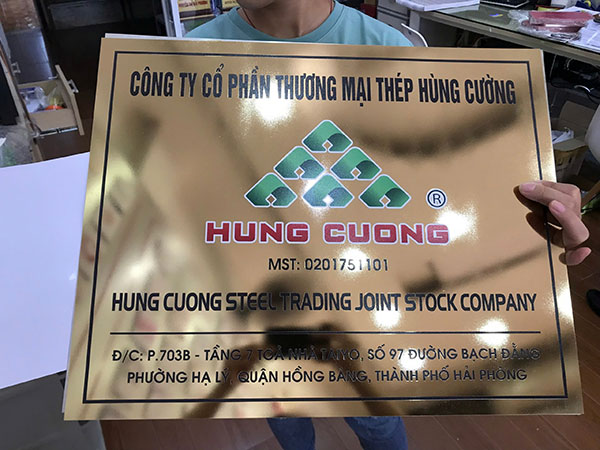 CÔNG TY CỔ PHẦN THƯƠNG MẠI THÉP HÙNG CƯỜNG
®
HUNG CUONG
MST: 0201751101
HUNG CUONG STEEL TRADING JOINT STOCK COMPANY
Đ/C: P.703B - TẦNG 7 TOÀ NHÀ TAIYO, SỐ 97 ĐƯỜNG BẠCH ĐẰNG
PHƯỜNG HẠ LÝ, QUẬN HỒNG BÀNG, THÀNH PHỐ HẢI PHÒNG